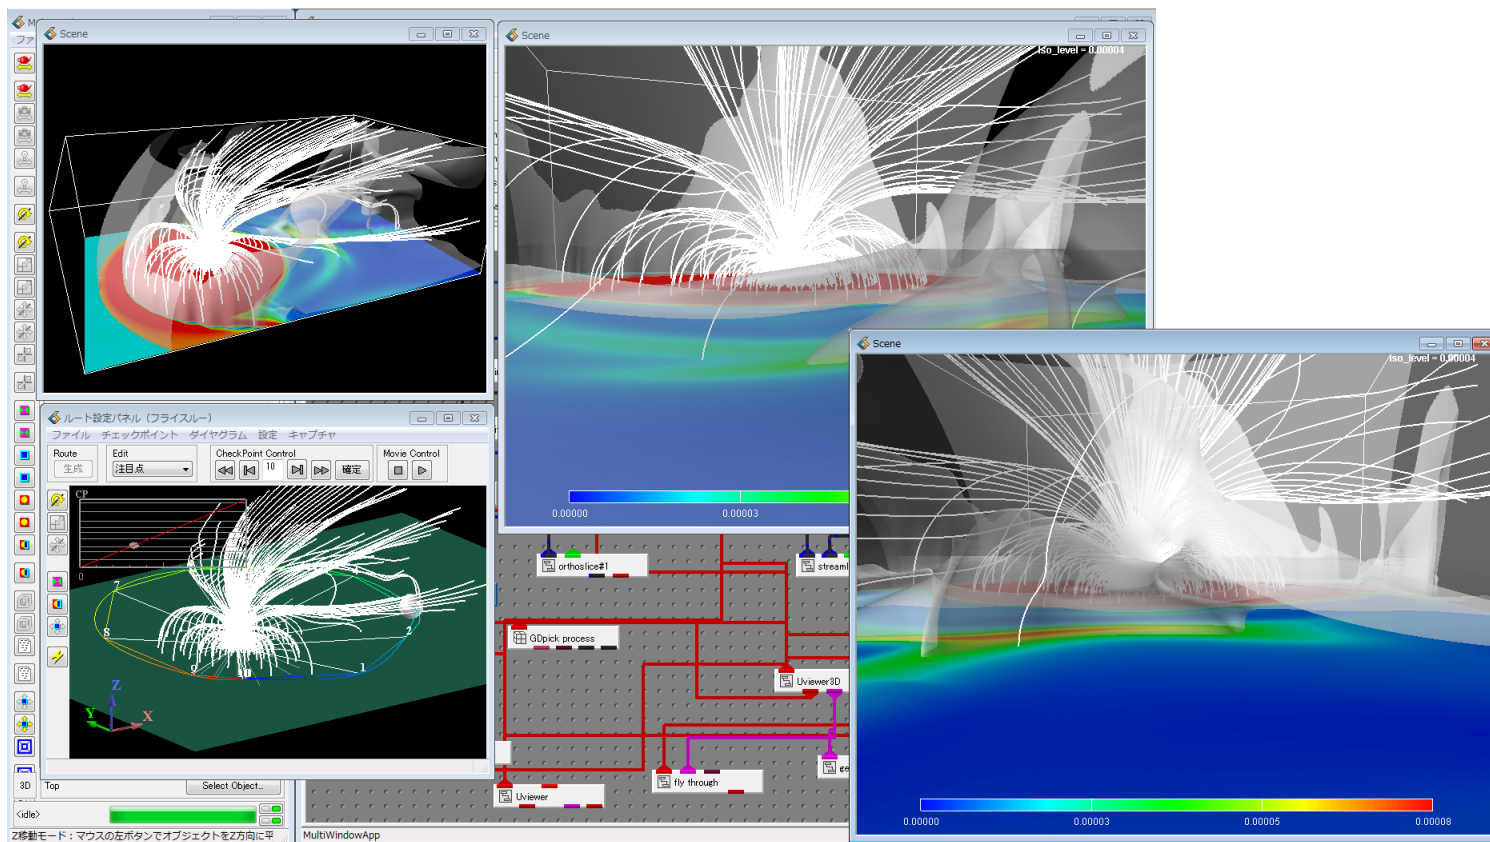 Scene
Scene
Iso_level = 0.00004
0.00000
0.00003
Scene
Iso_level = 0.00004
0.00000
0.00003
0.00005
0.00008
ルート設定パネル（フライスルー）
ファイル チェックポイント ダイヤグラム 設定 キャプチャ
Route
生成
Edit
注目点
CheckPoint Control
10
確定
Movie Control
CP
0
7
8
9
10
1
2
Z
Y
X
orthoslice#1
GDpick process
Uviewer3D
fly through
Uviewer
3D
Top
Select Object...
<idle>
Z移動モード：マウスの左ボタンでオブジェクトをZ方向に平
MultiWindowApp